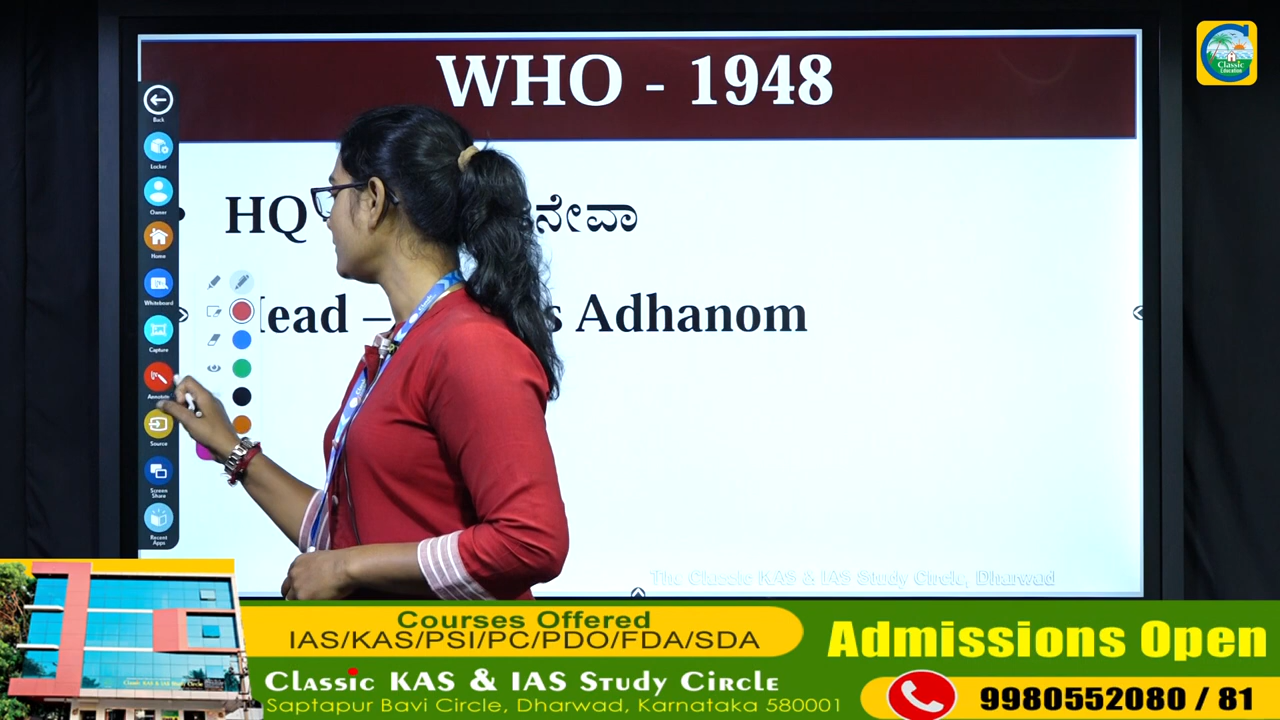 WHO - 1948
Classic
Education
Back
HQ
Locker
Owner
Home
Head – Adhanom
Whiteboard
Capture
Annotate
Source
Screen
Share
Recent
Apps
The Classic KAS & IAS Study Circle, Dharwad
Courses Offered
IAS/KAS/PSI/PC/PDO/FDA/SDA
Admissions Open
Classic KAS & IAS Study Circle
Saptapur Bavi Circle, Dharwad, Karnataka 580001
9980552080 / 81